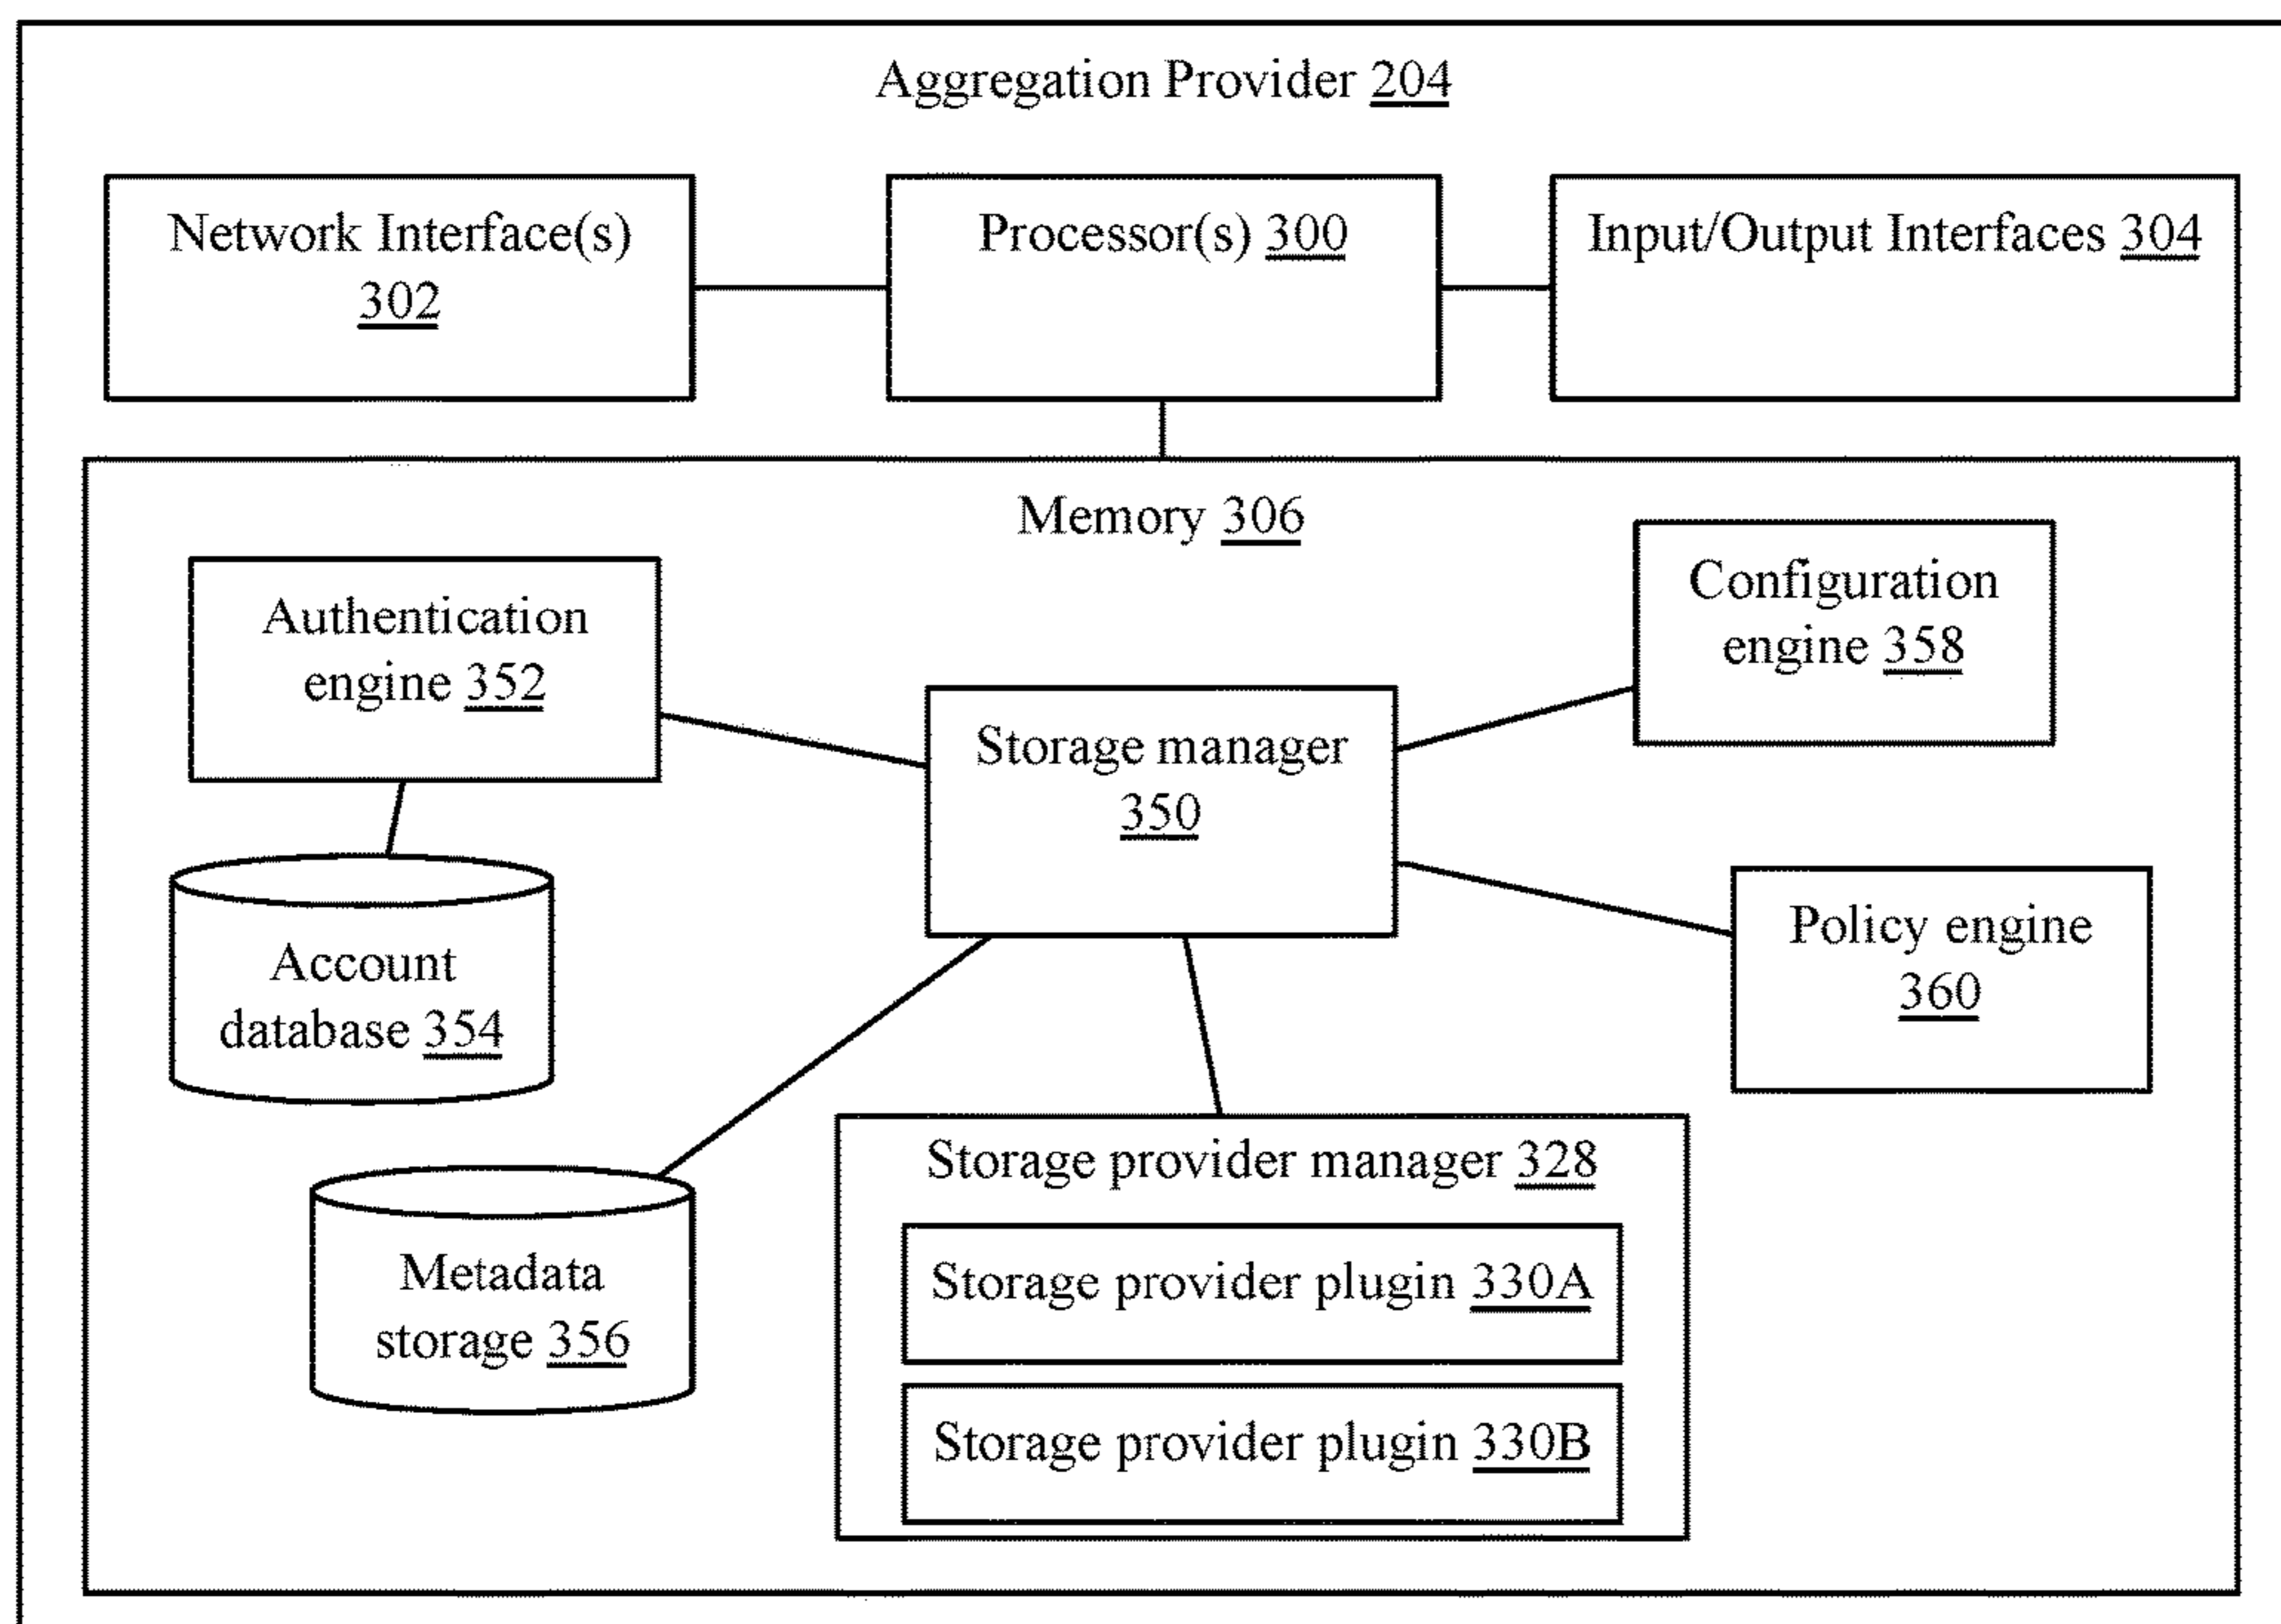 Aggregation Provider 204
Network Interface(s)
302
Processor(s) 300
Input/Output Interfaces 304
Memory 306
Authentication
engine 352
Configuration
engine 358
Storage manager
350
Account
database 354
Policy engine
360
Metadata
storage 356
Storage provider manager 328
Storage provider plugin 330A
Storage provider plugin 330B